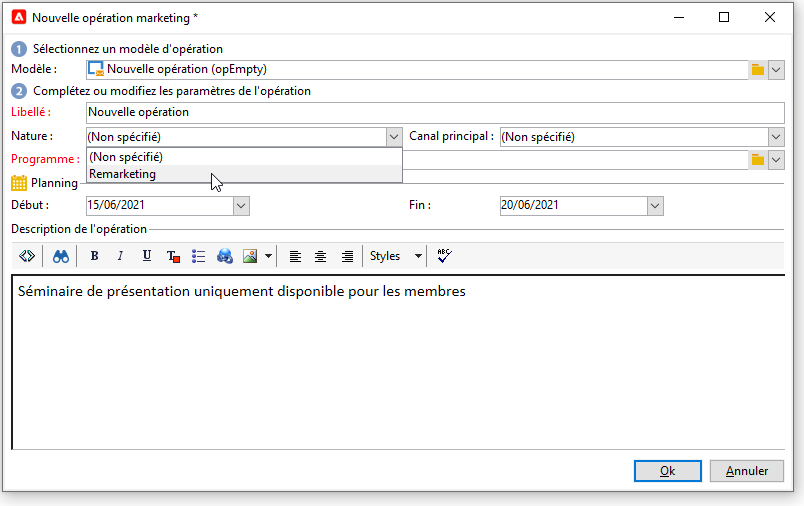 Nouvelle opération marketing *
1 Sélectionnez un modèle d'opération
Modèle : Nouvelle opération (opEmpty)
2 Complétez ou modifiez les paramètres de l'opération
Libellé : Nouvelle opération
Nature : (Non spécifié) Canal principal : (Non spécifié)
(Non spécifié)
Programme :
Remarketing
Planning
Début : 15/06/2021 Fin : 20/06/2021
Description de l'opération
B I U T Styles ABC
Séminaire de présentation uniquement disponible pour les membres
Ok Annuler